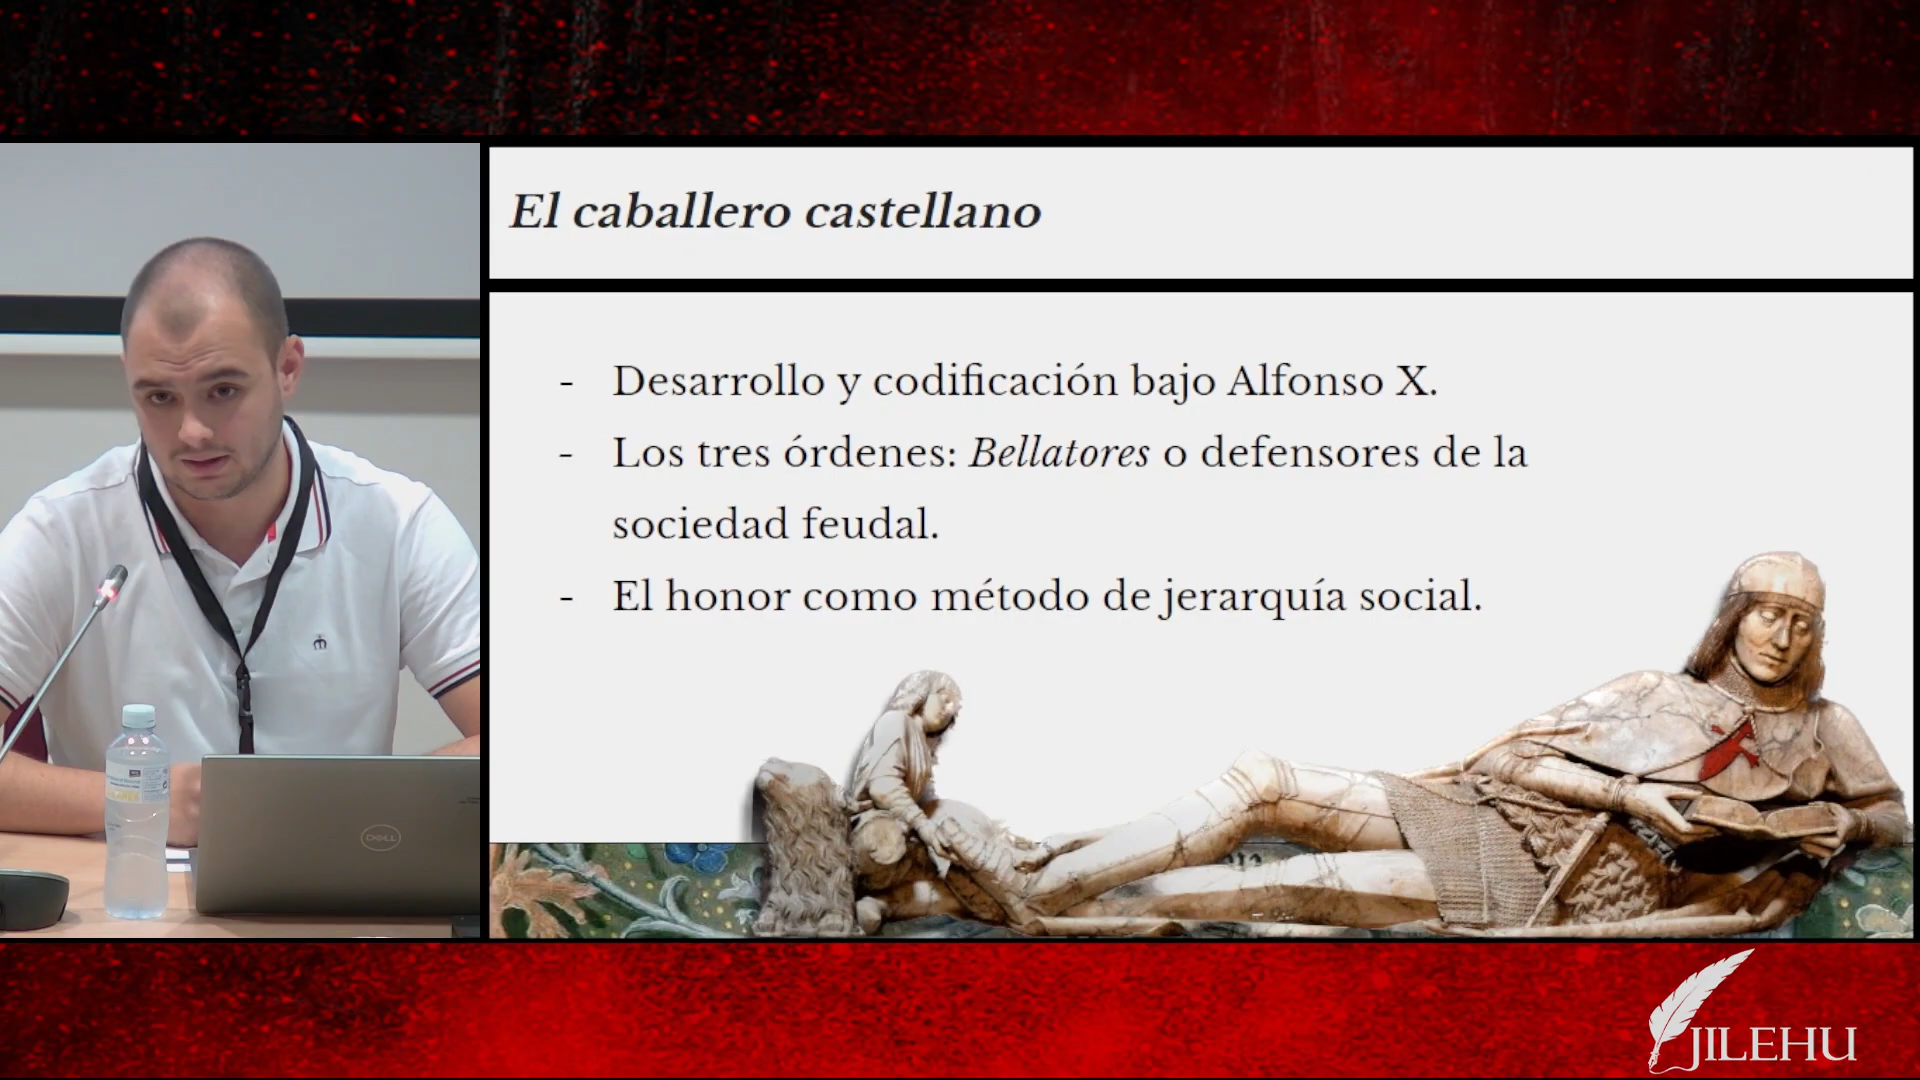 El caballero castellano
- Desarrollo y codificación bajo Alfonso X.
- Los tres órdenes: Bellatores o defensores de la
sociedad feudal.
- El honor como método de jerarquía social.
DELL
JILEHU